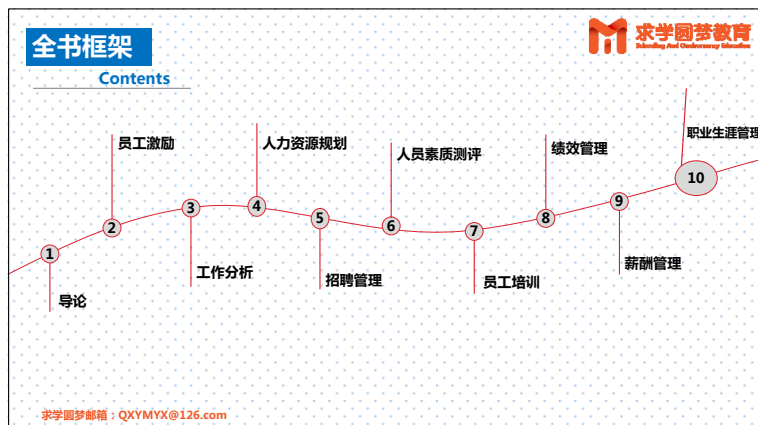 全书框架
Contents
求学圆梦教育
1
导论
2
员工激励
3
工作分析
4
人力资源规划
5
招聘管理
6
人员素质测评
7
员工培训
8
绩效管理
9
薪酬管理
10
职业生涯管理
求学圆梦邮箱：QXYMYX@126.com